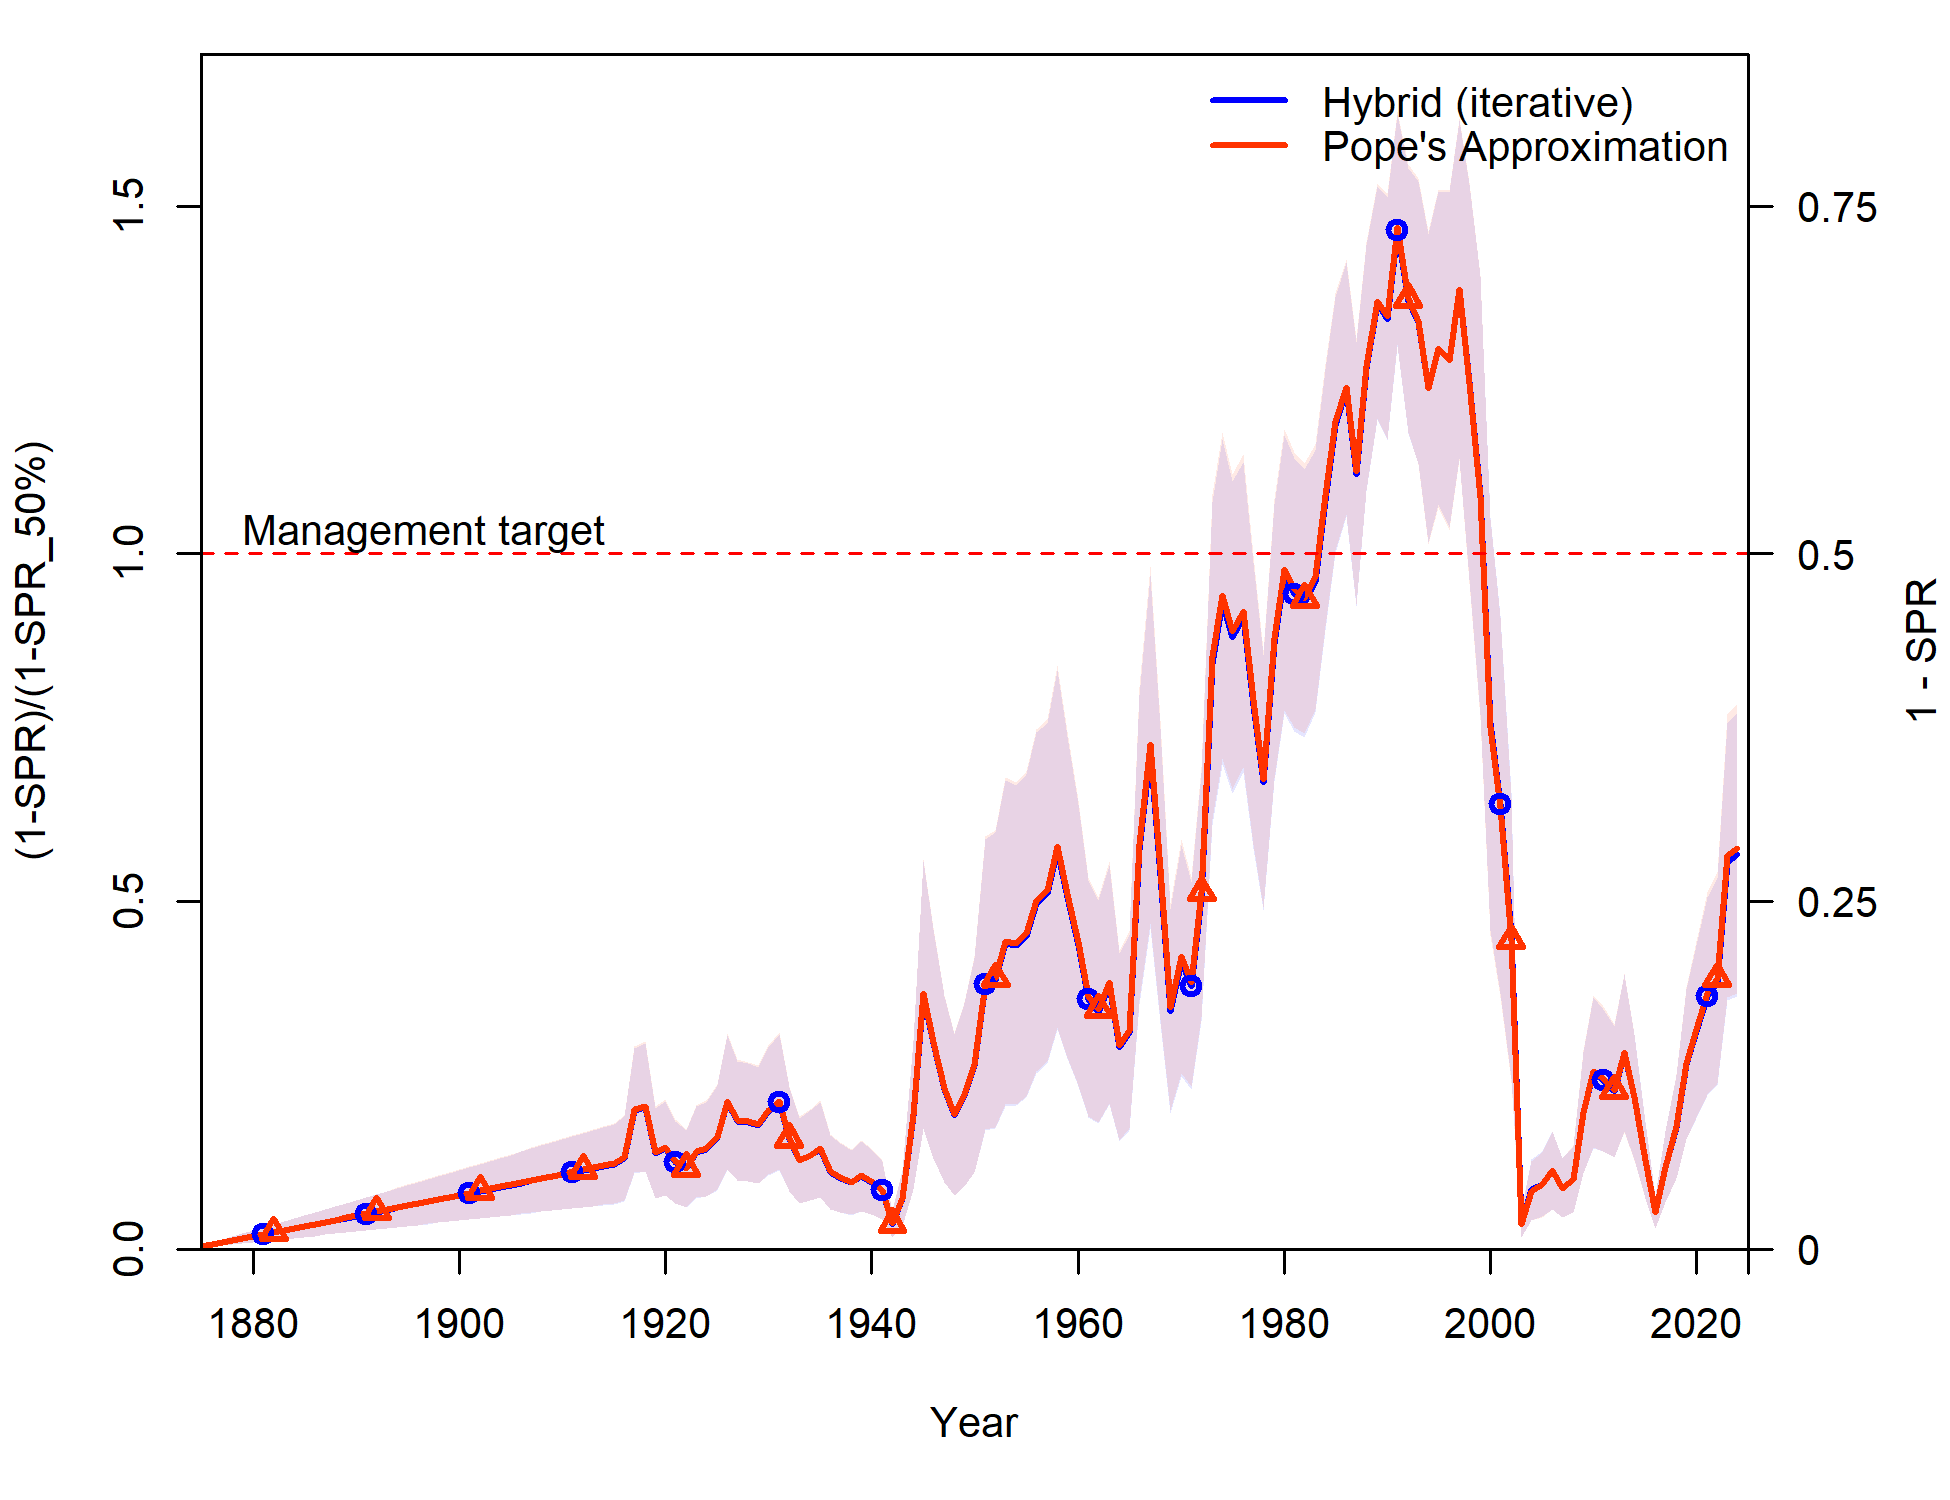 Hybrid (iterative)
Pope's Approximation
Management target
(1-SPR)/(1-SPR_50%)
1.5
1.0
0.5
0.0
0.75
0.5
0.25
0
1 - SPR
1880
1900
1920
1940
1960
1980
2000
2020
Year